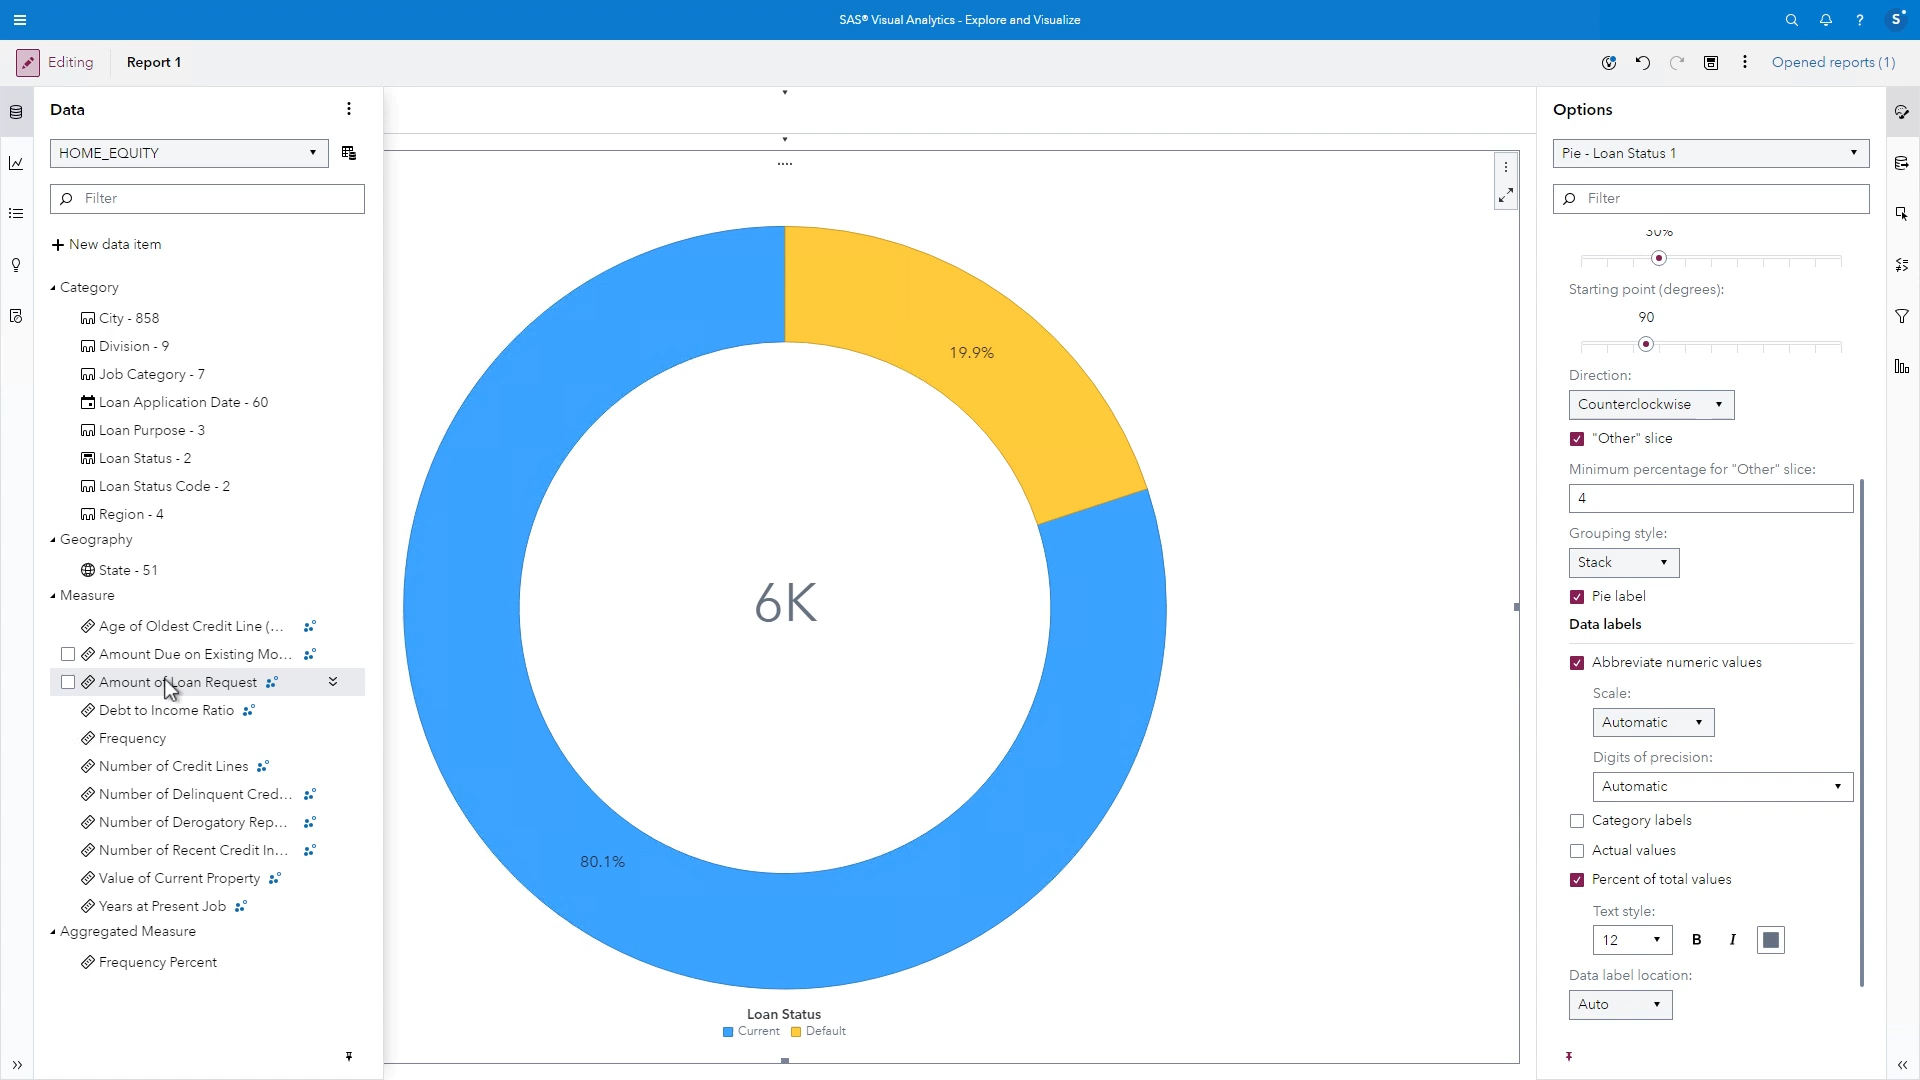 SAS® Visual Analytics - Explore and Visualize
?
S
Editing
Report 1
Opened reports (1)
Data
HOME_EQUITY
Filter
New data item
Category
City - 858
Division - 9
Job Category - 7
Loan Application Date - 60
Loan Purpose - 3
Loan Status - 2
Loan Status Code - 2
Region - 4
Geography
State - 51
Measure
Age of Oldest Credit Line (...
Amount Due on Existing Mo...
Amount of Loan Request
Debt to Income Ratio
Frequency
Number of Credit Lines
Number of Delinquent Cred...
Number of Derogatory Rep...
Number of Recent Credit In...
Value of Current Property
Years at Present Job
Aggregated Measure
Frequency Percent
19.9%
6K
80.1%
Loan Status
Current Default
Options
Pie - Loan Status 1
Filter
30%
Starting point (degrees):
90
Direction:
Counterclockwise
"Other" slice
Minimum percentage for "Other" slice:
4
Grouping style:
Stack
Pie label
Data labels
Abbreviate numeric values
Scale:
Automatic
Digits of precision:
Automatic
Category labels
Actual values
Percent of total values
Text style:
12 B I
Data label location:
Auto